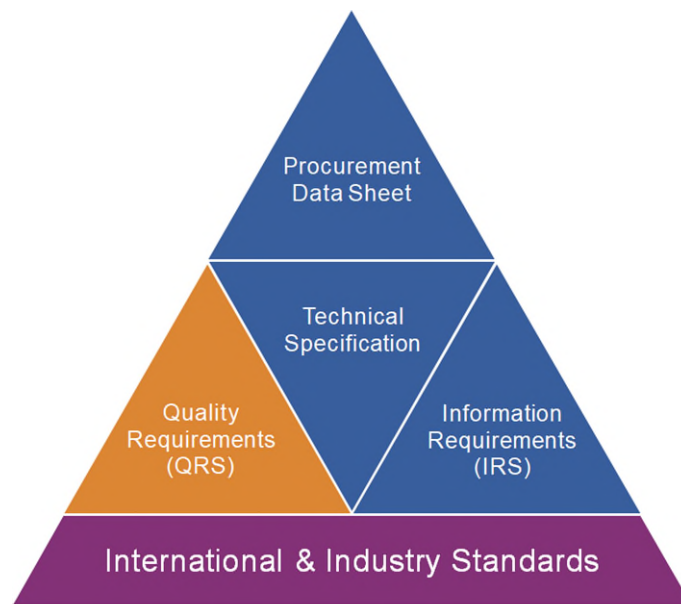 Procurement
Data Sheet
Technical
Specification
Quality
Requirements
(QRS)
Information
Requirements
(IRS)
International & Industry Standards